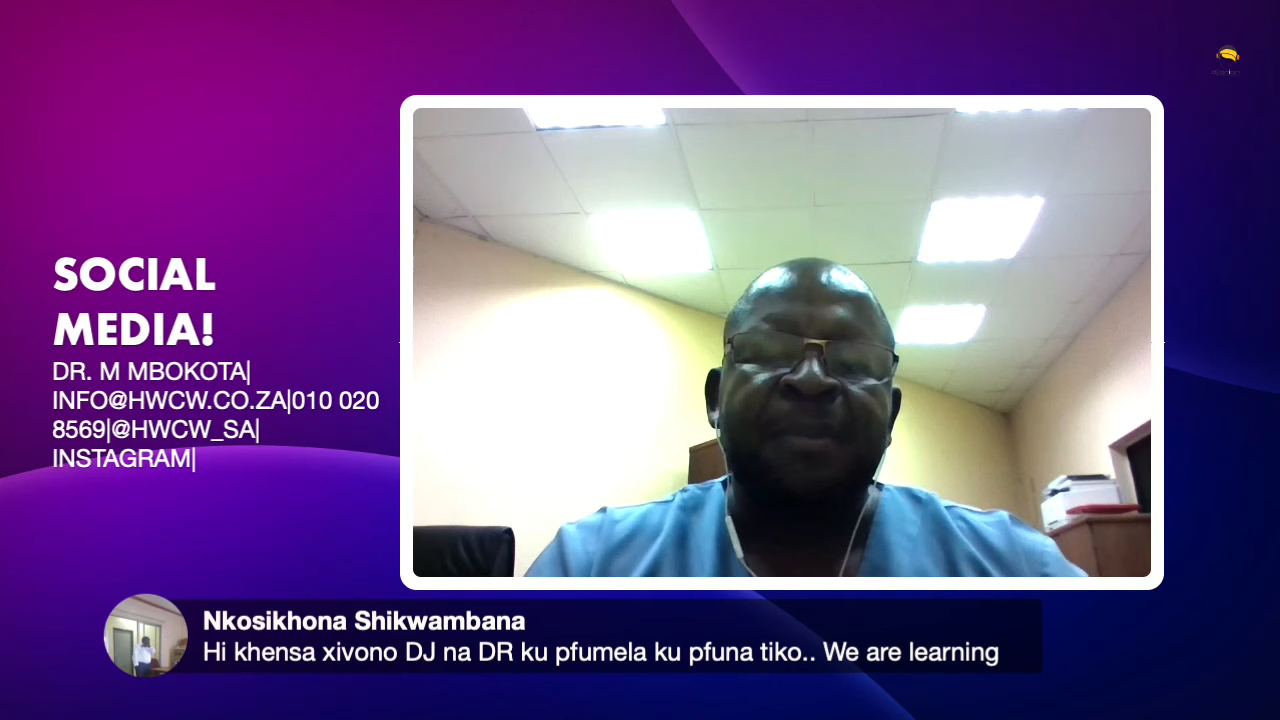 SOCIAL
MEDIA!
DR. M MBOKOTA|
INFO@HWCW.CO.ZA|010 020
8569|@HWCW_SA|
INSTAGRAM|
Nkosikhona Shikwambana
Hi khensa xivono DJ na DR ku pfumela ku pfuna tiko.. We are learning